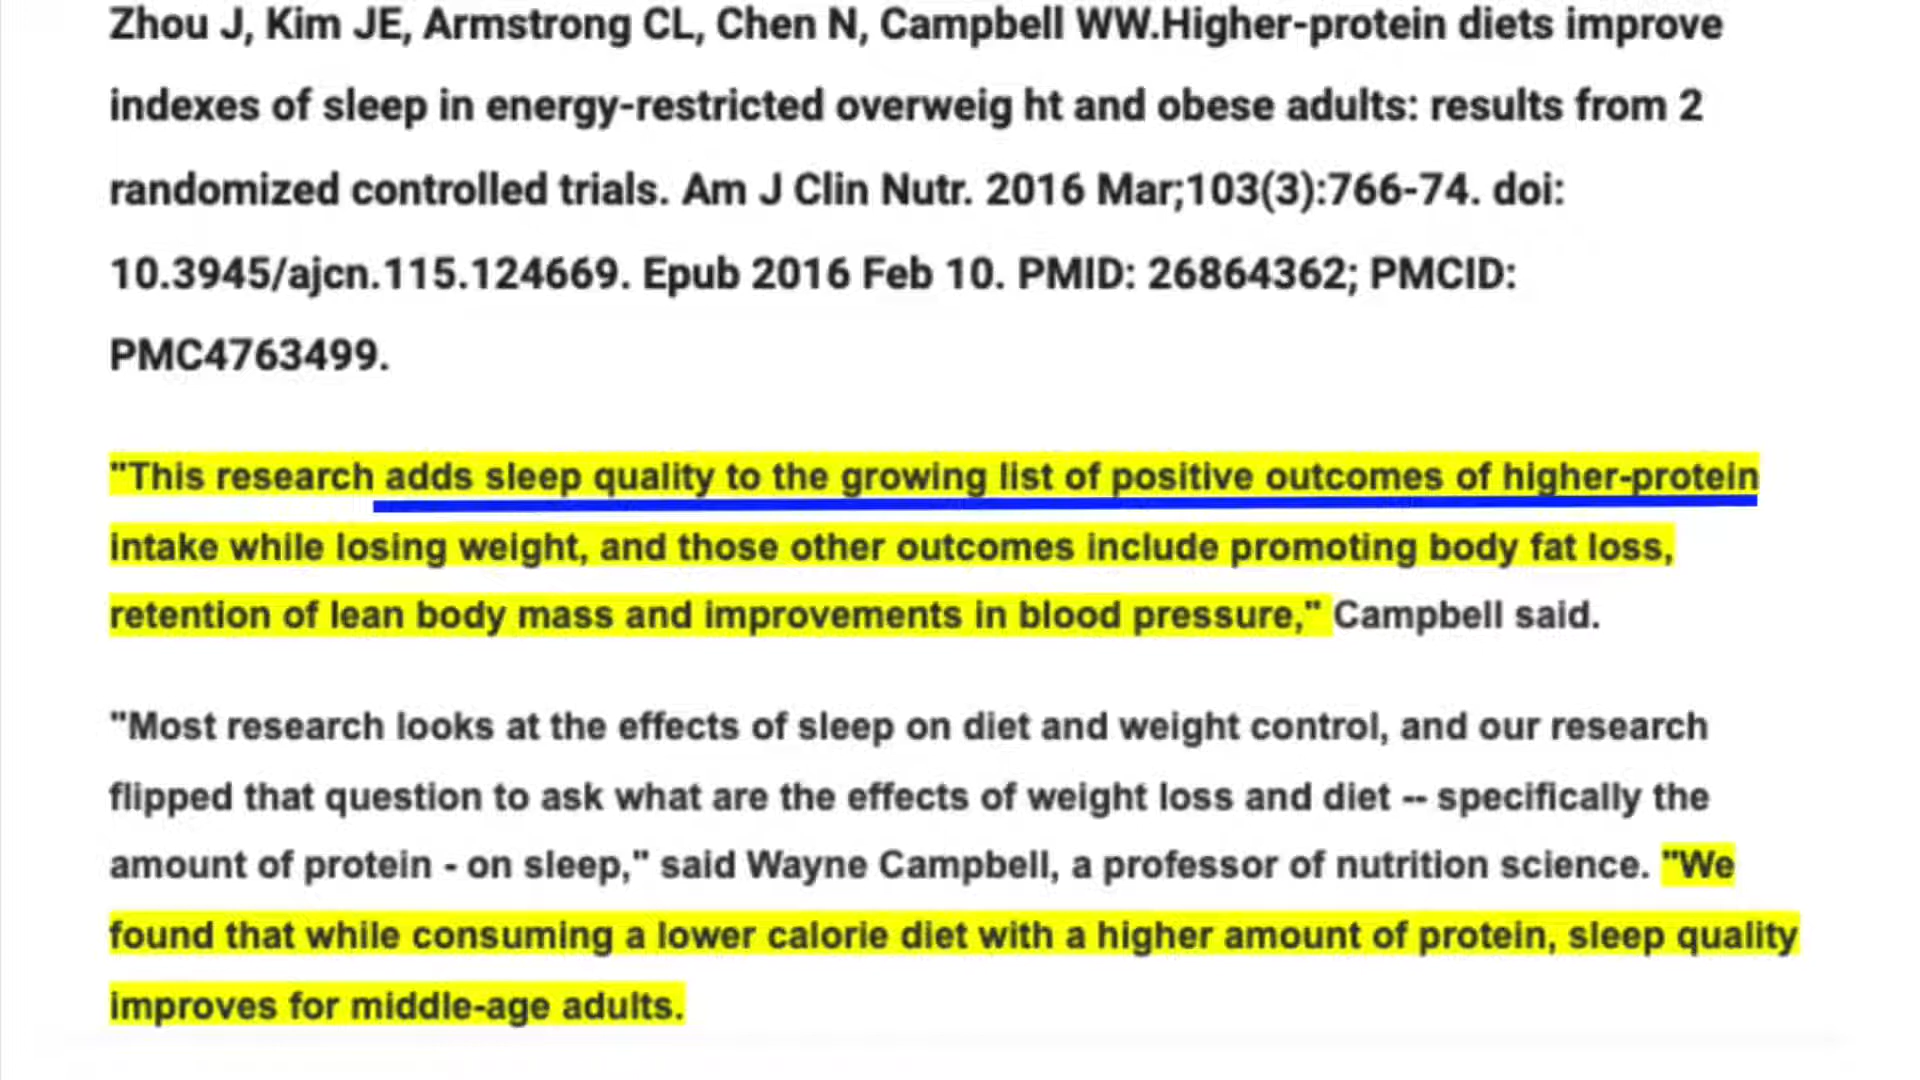 Zhou J, Kim JE, Armstrong CL, Chen N, Campbell WW.Higher-protein diets improve
indexes of sleep in energy-restricted overweig ht and obese adults: results from 2
randomized controlled trials. Am J Clin Nutr. 2016 Mar;103(3):766-74. doi:
10.3945/ajcn.115.124669. Epub 2016 Feb 10. PMID: 26864362; PMCID:
PMC4763499.
"This research adds sleep quality to the growing list of positive outcomes of higher-protein
intake while losing weight, and those other outcomes include promoting body fat loss,
retention of lean body mass and improvements in blood pressure," Campbell said.
"Most research looks at the effects of sleep on diet and weight control, and our research
flipped that question to ask what are the effects of weight loss and diet -- specifically the
amount of protein - on sleep," said Wayne Campbell, a professor of nutrition science. "We
found that while consuming a lower calorie diet with a higher amount of protein, sleep quality
improves for middle-age adults.